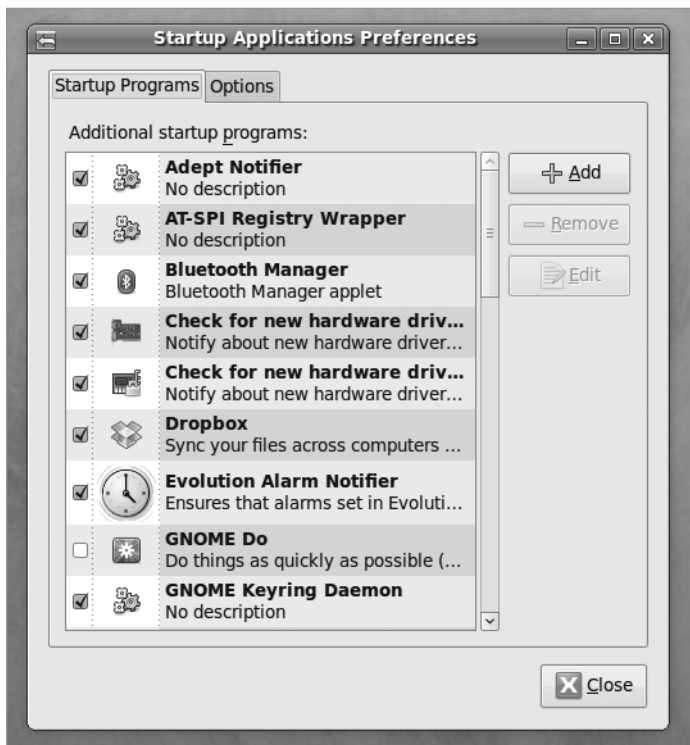 Startup Applications Preferences
Startup Programs
Options
Additional startup programs:
Adept Notifier
No description
AT-SPI Registry Wrapper
No description
Bluetooth Manager
Bluetooth Manager applet
Check for new hardware driv...
Notify about new hardware driver...
Check for new hardware driv...
Notify about new hardware driver...
Dropbox
Sync your files across computers ...
Evolution Alarm Notifier
Ensures that alarms set in Evoluti...
GNOME Do
Do things as quickly as possible (...
GNOME Keyring Daemon
No description
Add
Remove
Edit
Close